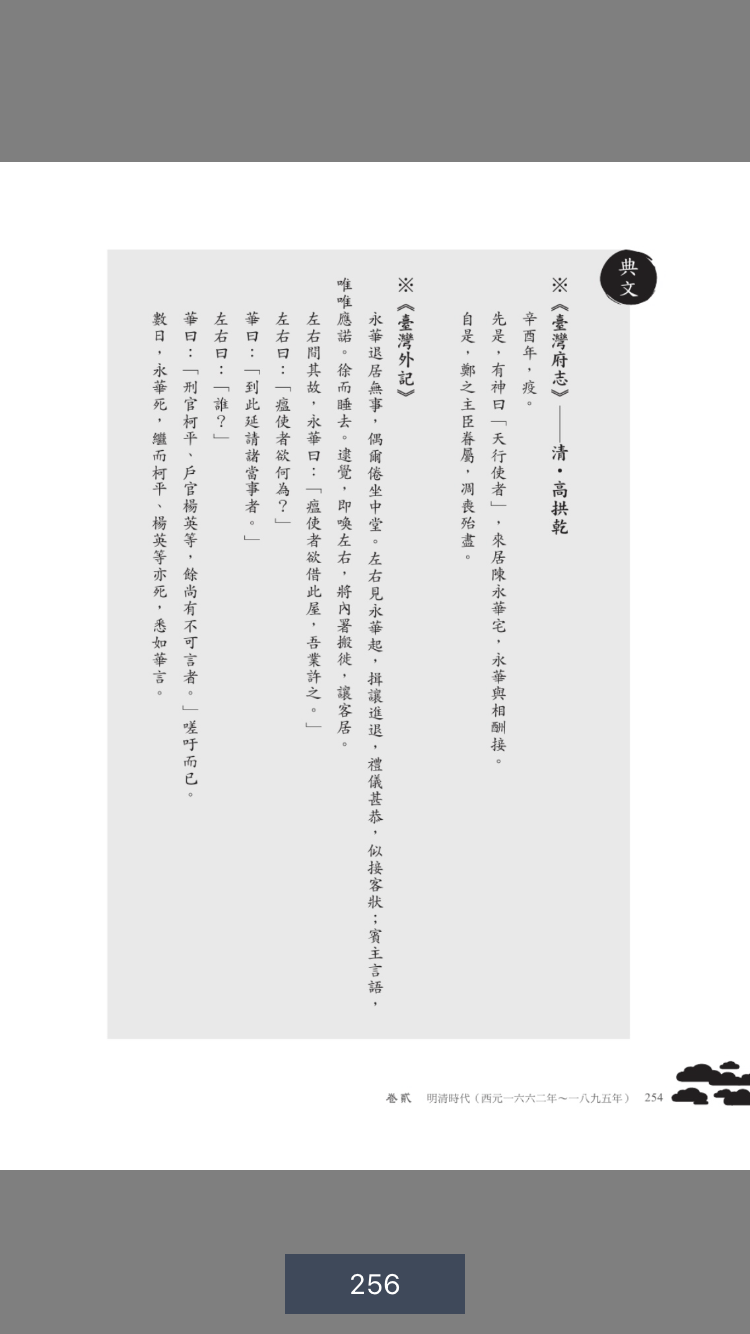 典文
※《臺灣府志》——清・高拱乾
辛酉年，疫。
先是，有神曰「天行使者」，來居陳永華宅，永華與相酬接。
自是，鄭之主臣眷屬，凋喪殆盡。
※《臺灣外記》
永華退居無事，偶爾倦坐中堂。左右見永華起，揖讓進退，禮儀甚恭，似接客狀；賓主言語，
唯唯應諾。徐而睡去。逮覺，即喚左右，將內署搬徙，讓客居。
左右問其故，永華曰：「瘟使者欲借此屋，吾業許之。」
左右曰：「瘟使者欲何為？」
華曰：「到此延請諸當事者。」
左右曰：「誰？」
華曰：「刑官柯平、戶官楊英等，餘尚有不可言者。」嗟吁而已。
數日，永華死，繼而柯平、楊英等亦死，悉如華言。
卷貳 明清時代（西元一六六二年～一八九五年） 254
256